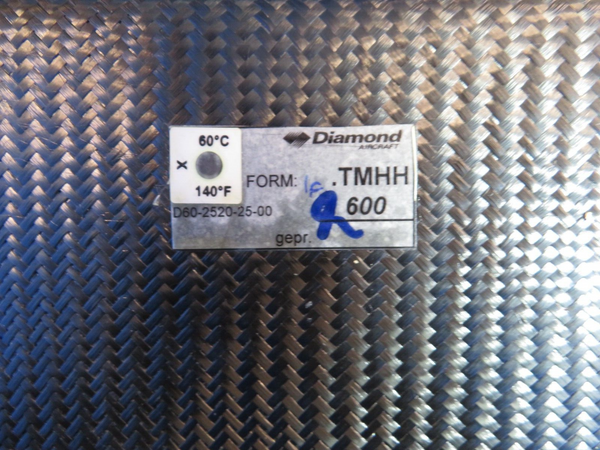 60°C
X
140°F
Diamond
AIRCRAFT
FORM: .TMHH
D60-2520-25-00
600
gepr.